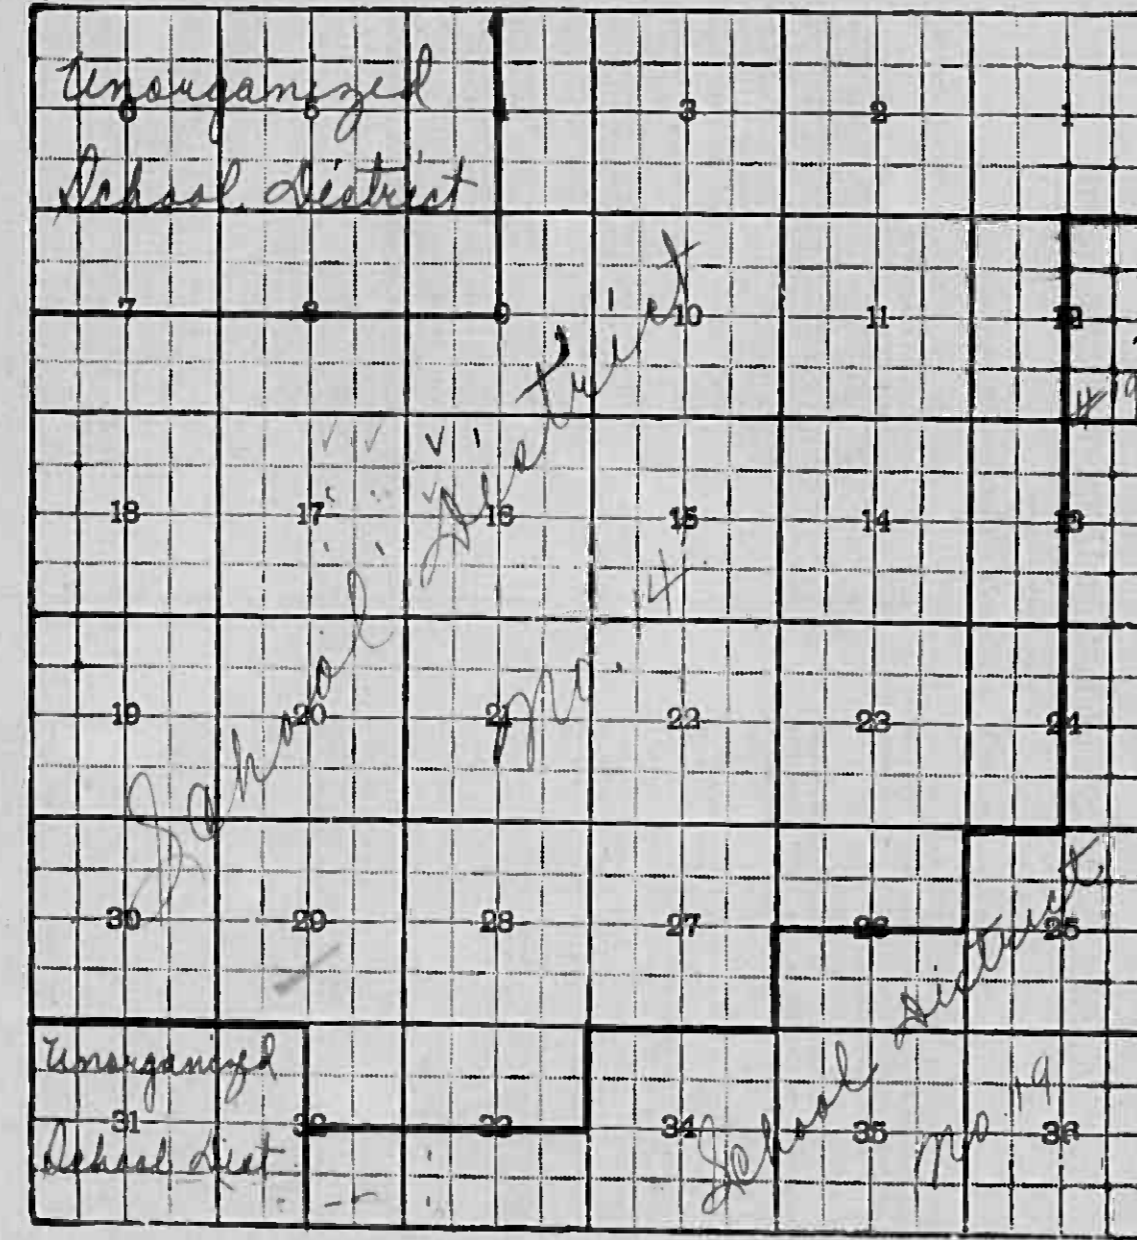 Unorganized
6 5 4 3 2 1
School District
7 8 9 10 11 12
#19
18 17 16 15 14 13
School District
No. 4
19 20 21 22 23 24
30 29 28 27 26 25
Unorganized
School Dist
31 32 33 34 35 36
School District
No 19